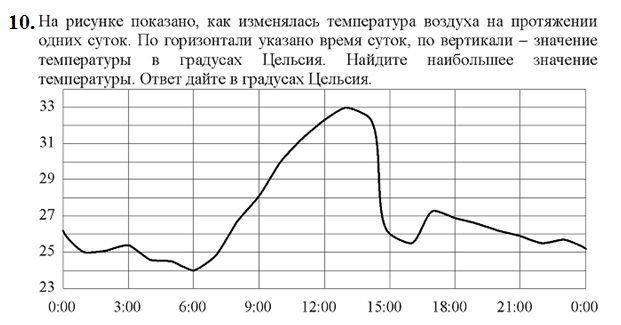 10. На рисунке показано, как изменялась температура воздуха на протяжении
одних суток. По горизонтали указано время суток, по вертикали – значение
температуры в градусах Цельсия. Найдите наибольшее значение
температуры. Ответ дайте в градусах Цельсия.
33
31
29
27
25
23
0:00 3:00 6:00 9:00 12:00 15:00 18:00 21:00 0:00